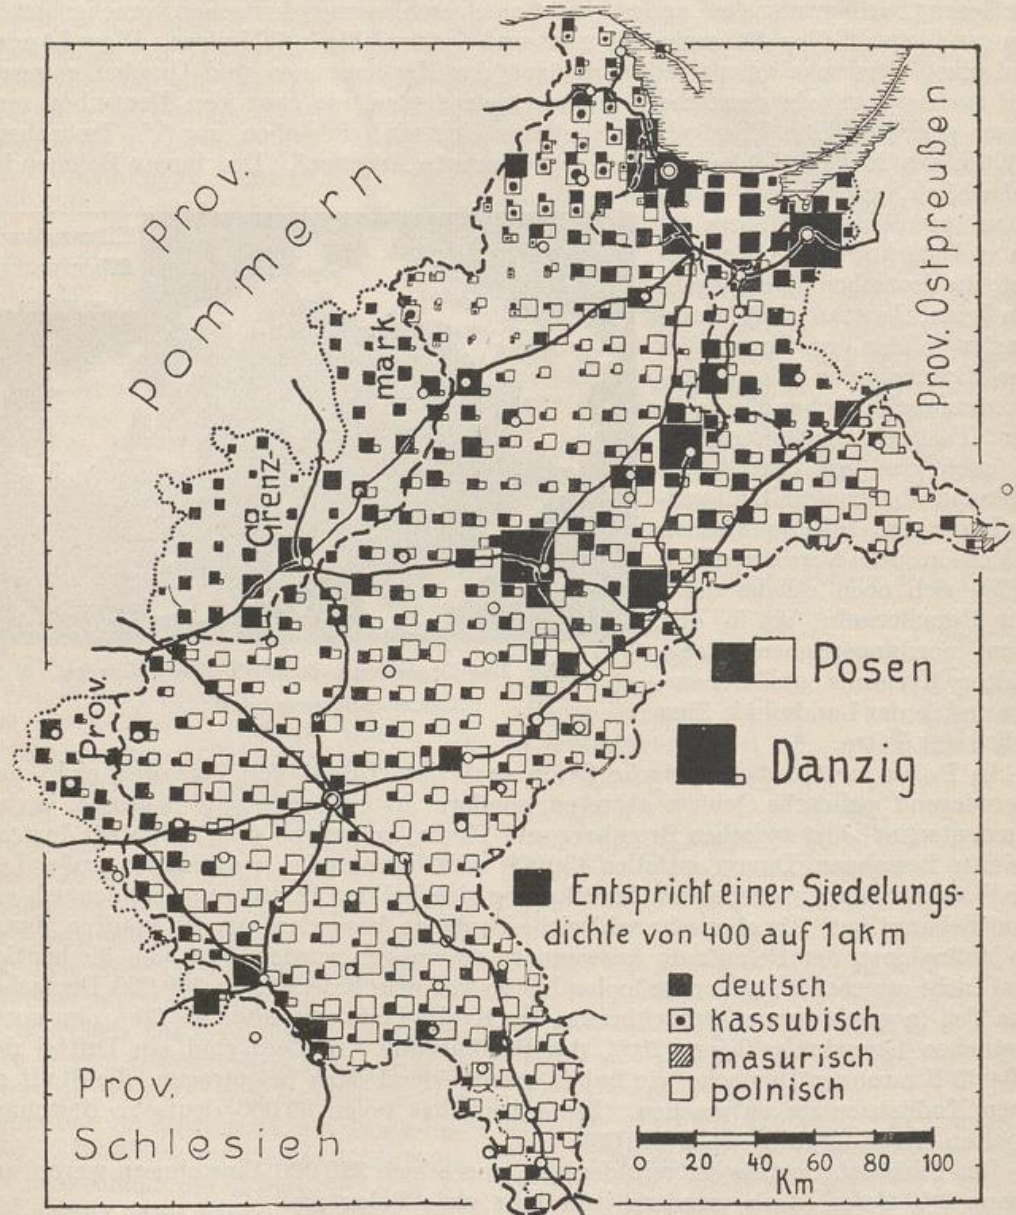 Prov.
Pommern
Prov. Ostpreußen
mark
Grenz-
Prov.
Posen
Danzig
Entspricht einer Siedelungs-
dichte von 400 auf 1qkm
deutsch
kassubisch
masurisch
polnisch
0 20 40 60 80 100
Km
Prov.
Schlesien